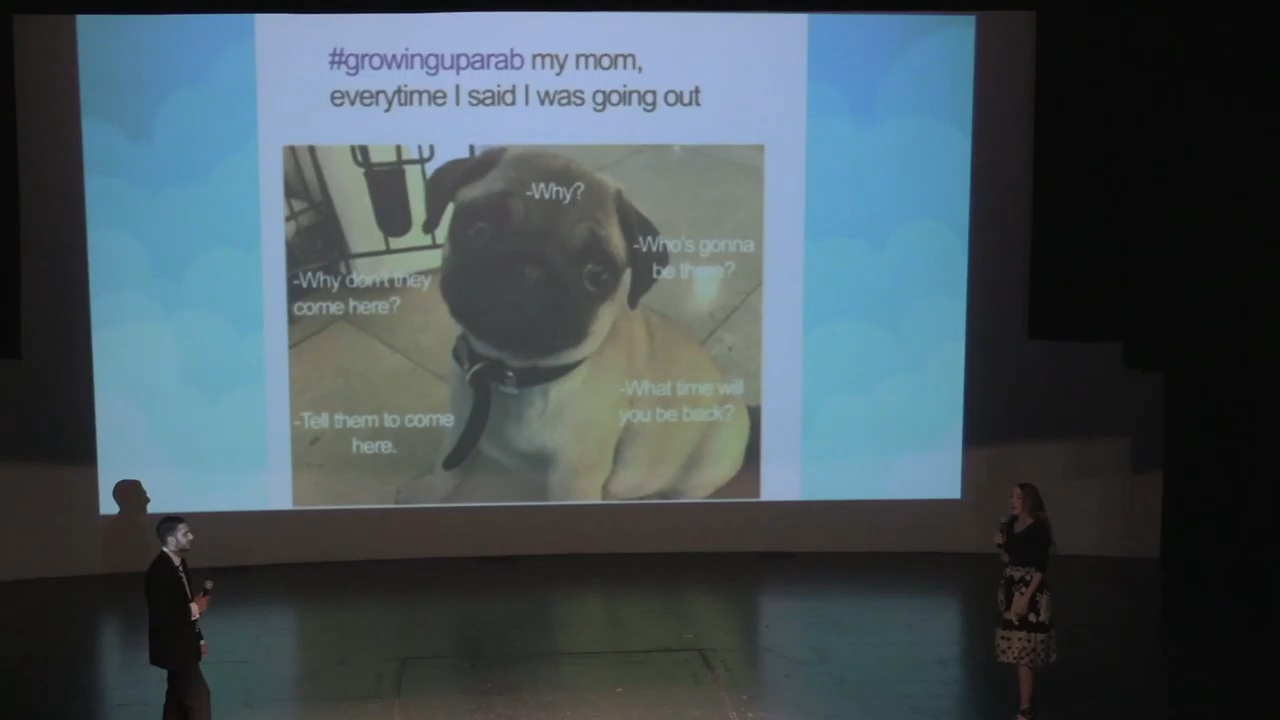 #growinguparab my mom,
everytime I said I was going out
-Why?
-Who's gonna
be there?
-Why don't they
come here?
-What time will
you be back?
-Tell them to come
here.